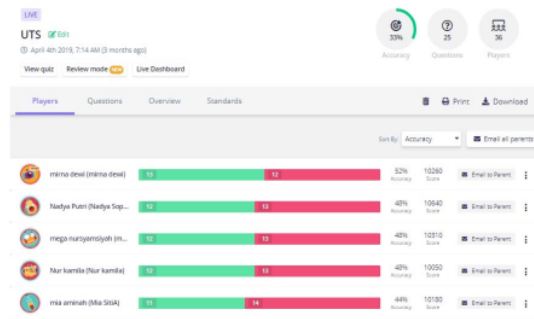 LIVE
UTS Edit
April 4th 2019, 7:14 AM (3 months ago)
View quiz Review mode NEW Live Dashboard
33% 25 36
Accuracy Questions Players
Players Questions Overview Standards Print Download
Sort By Accuracy Email all parents
mirna dewi (mirna dewi) 13 12 52% Accuracy 10260 Score Email to Parent
Nadya Putri (Nadya Sop... 12 13 48% Accuracy 10640 Score Email to Parent
mega nursyamsiyah (m... 12 13 48% Accuracy 10310 Score Email to Parent
Nur kamila (Nur kamila) 12 13 48% Accuracy 10050 Score Email to Parent
mia aminah (Mia SitiA) 11 14 44% Accuracy 10180 Score Email to Parent